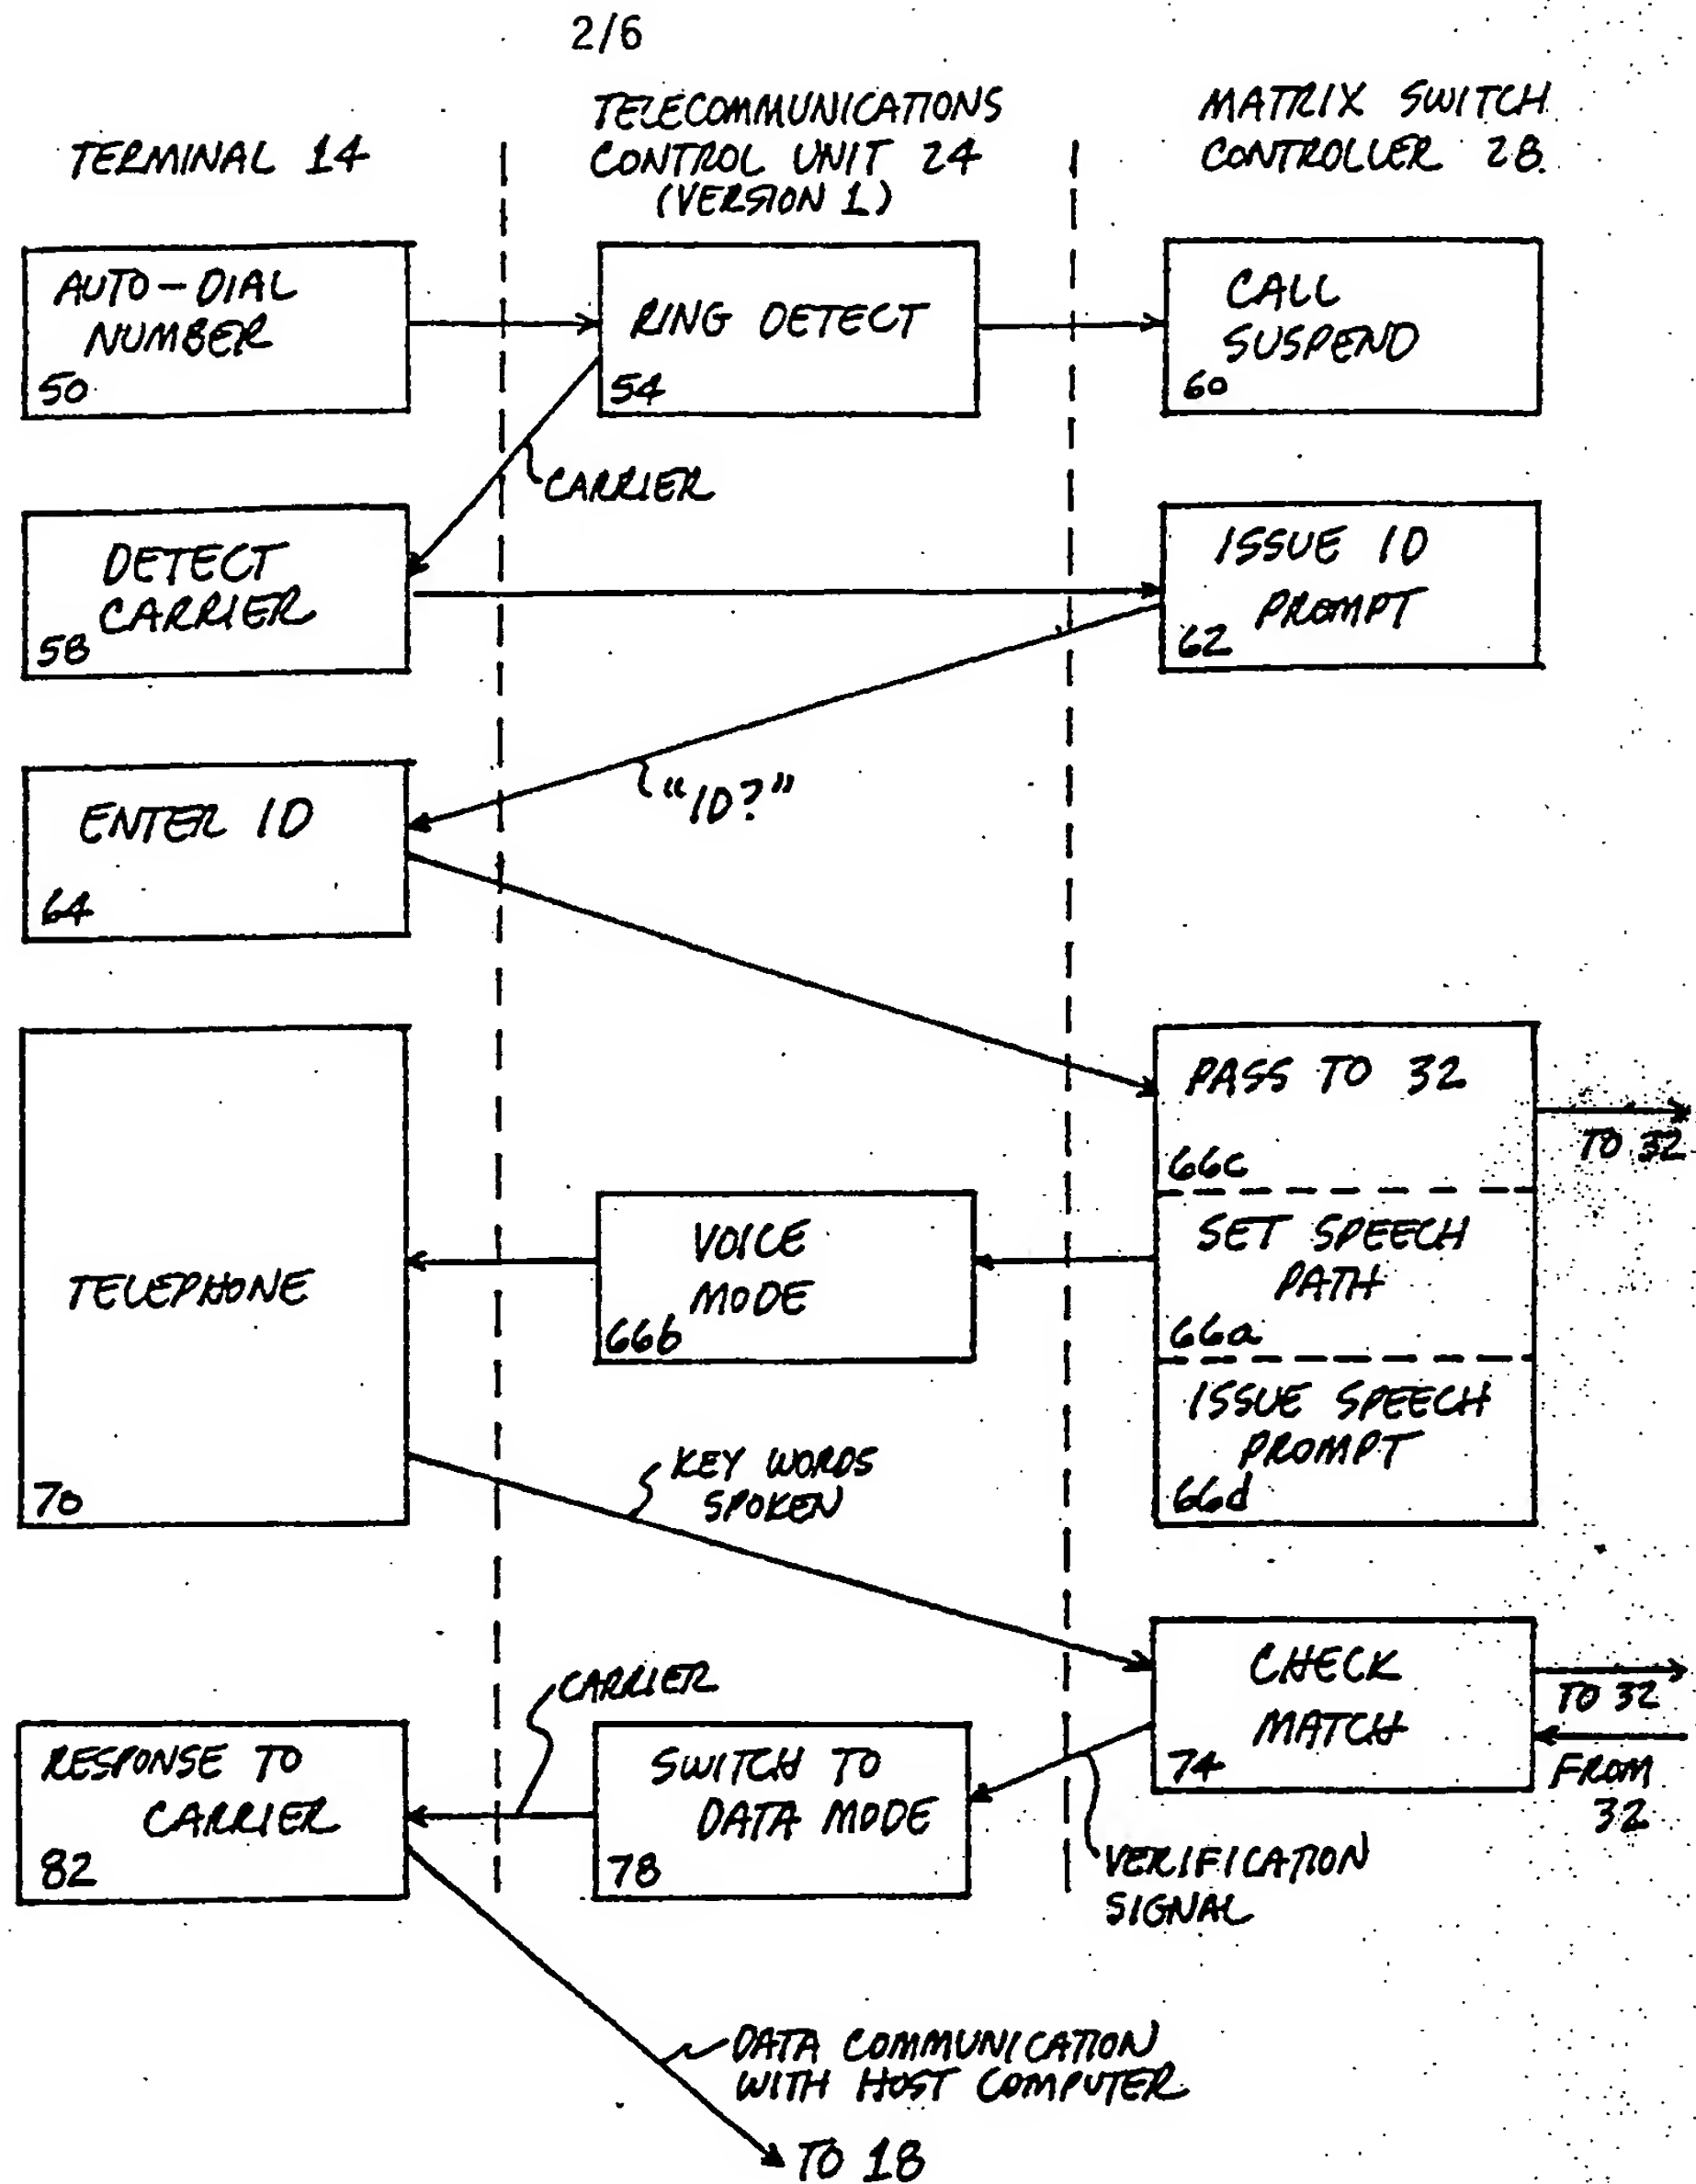 2/6
TERMINAL 14
TELECOMMUNICATIONS
CONTROL UNIT 24
(VERSION 1)
MATRIX SWITCH
CONTROLLER 28
AUTO-DIAL
NUMBER
50
RING DETECT
54
CALL
SUSPEND
60
CARRIER
DETECT
CARRIER
58
ISSUE ID
PROMPT
62
"ID?"
ENTER ID
64
PASS TO 32
66c
TO 32
TELEPHONE
70
VOICE
MODE
66b
SET SPEECH
PATH
66a
ISSUE SPEECH
PROMPT
66d
KEY WORDS
SPOKEN
CHECK
MATCH
74
TO 32
FROM
32
CARRIER
RESPONSE TO
CARRIER
82
SWITCH TO
DATA MODE
78
VERIFICATION
SIGNAL
DATA COMMUNICATION
WITH HOST COMPUTER
TO 18